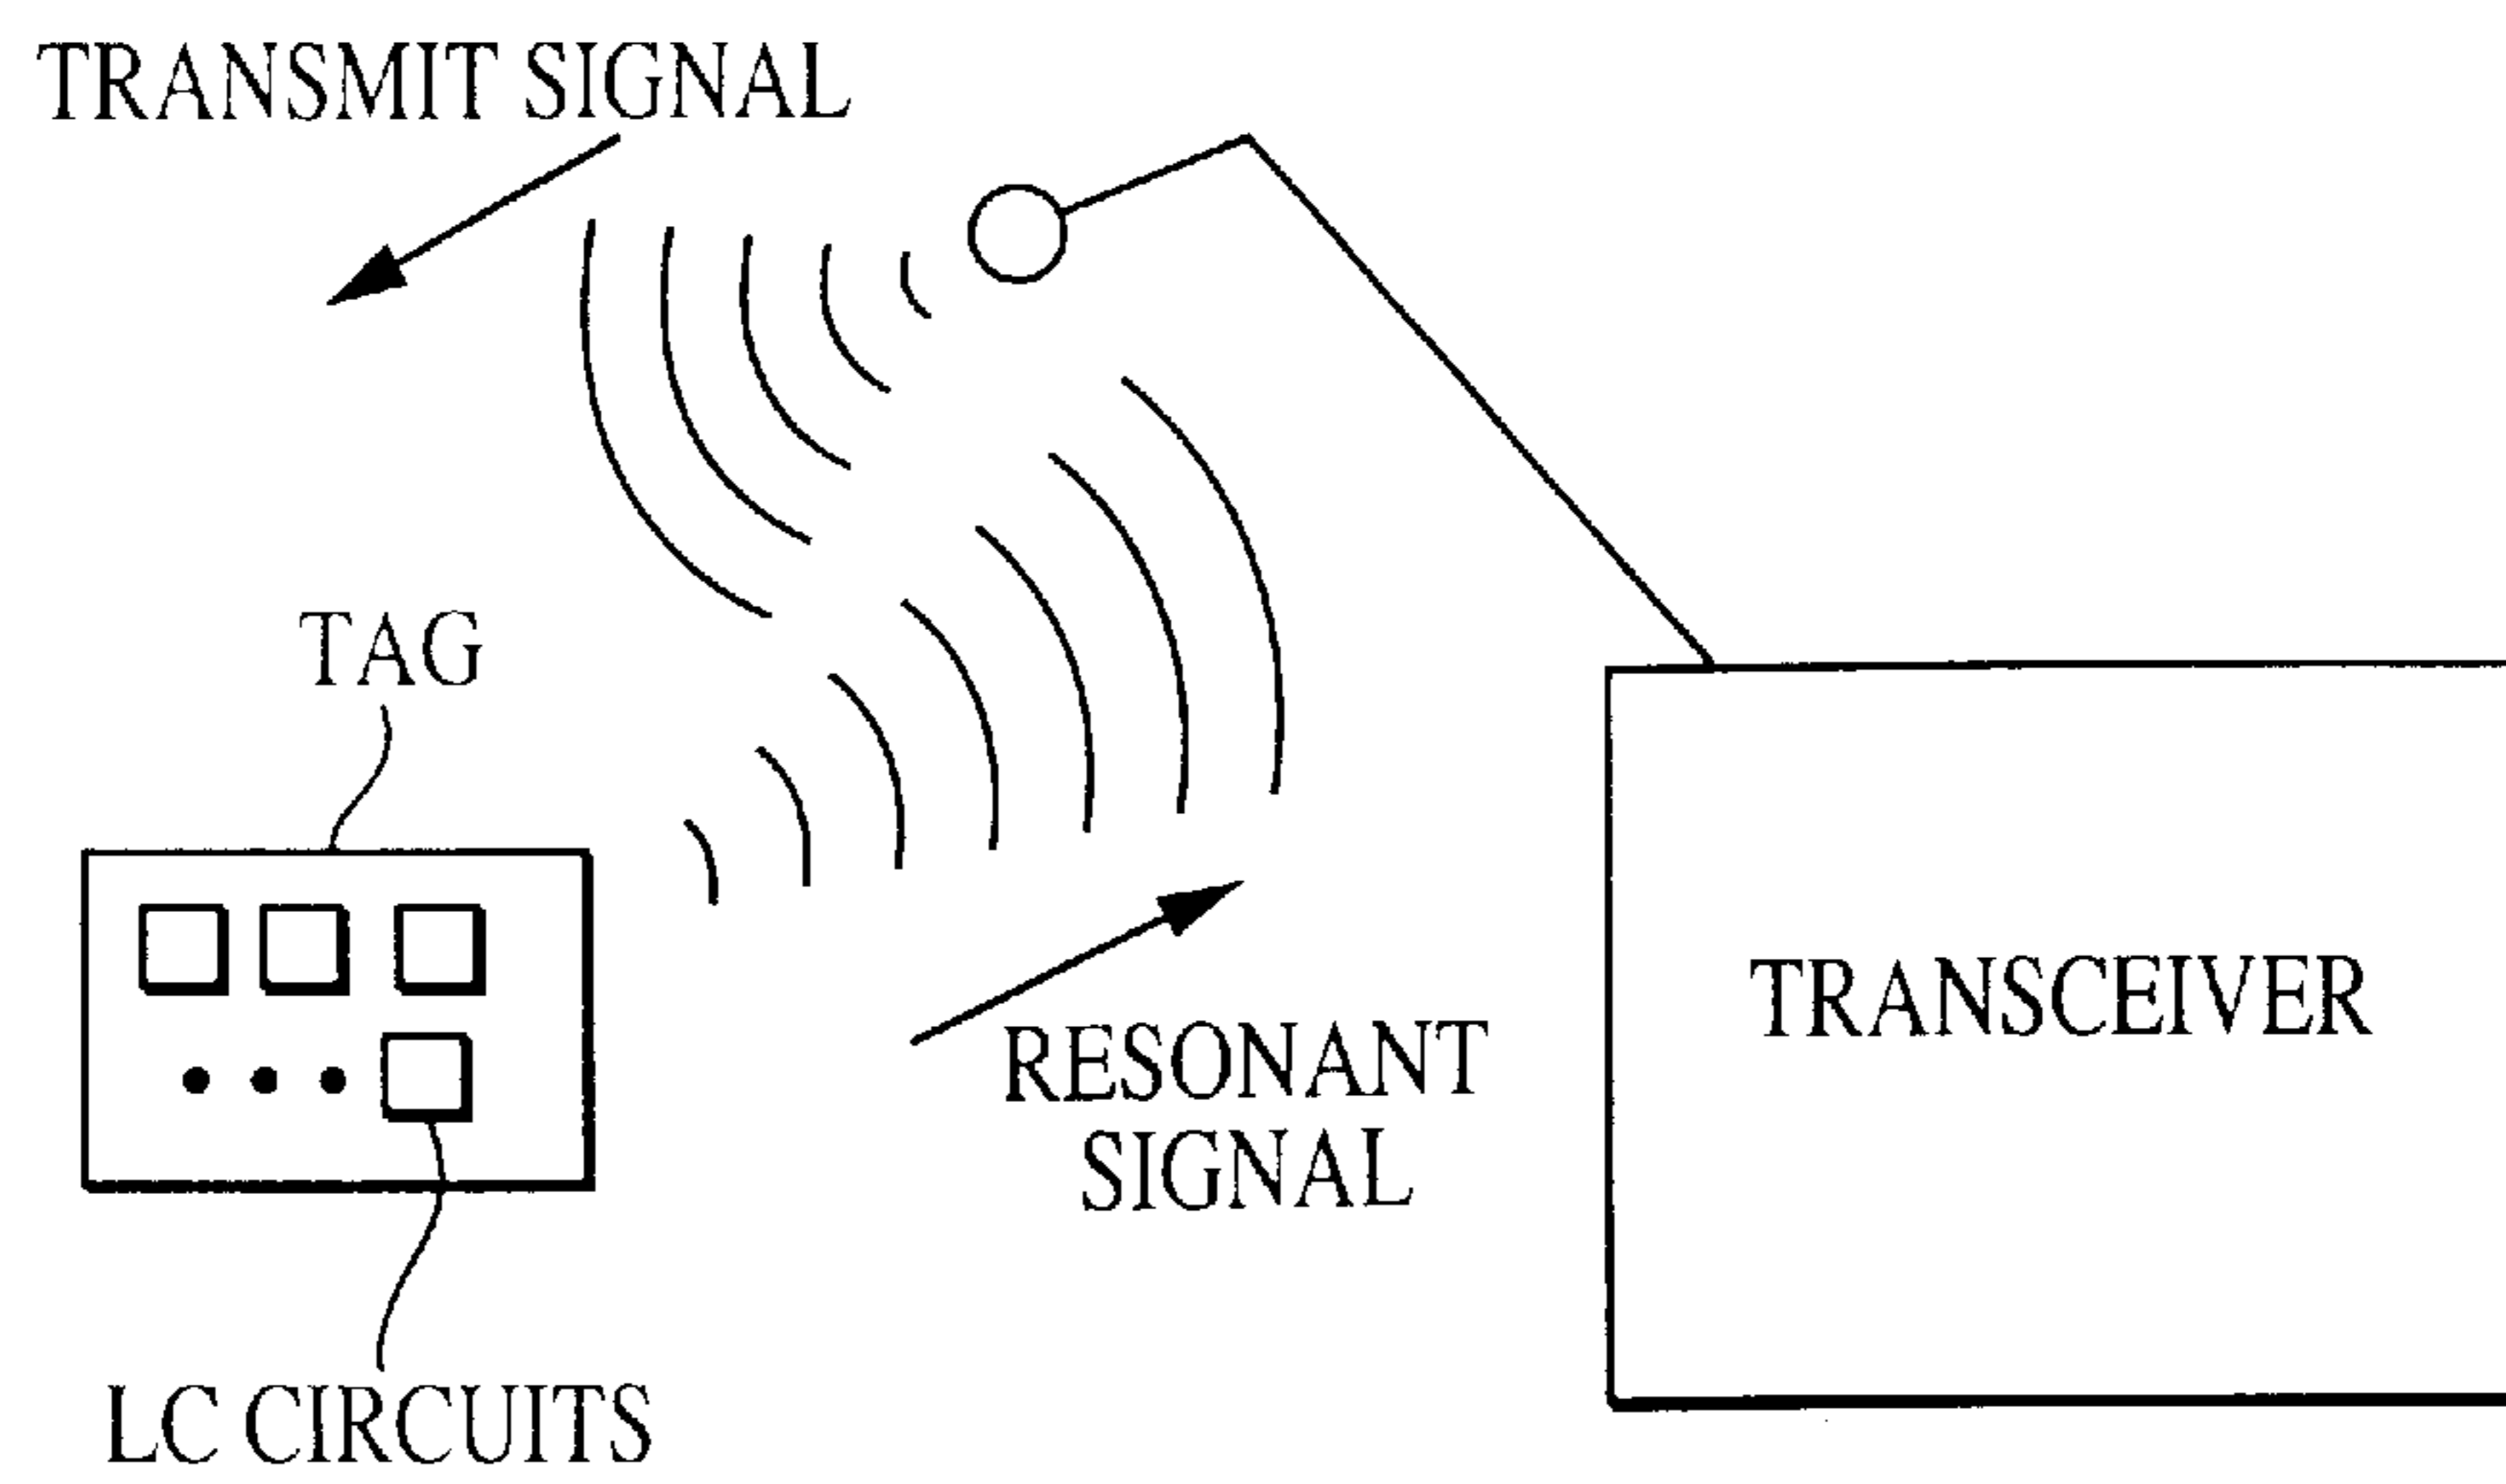 TRANSMIT SIGNAL
TAG
TRANSCEIVER
RESONANT
SIGNAL
LC CIRCUITS